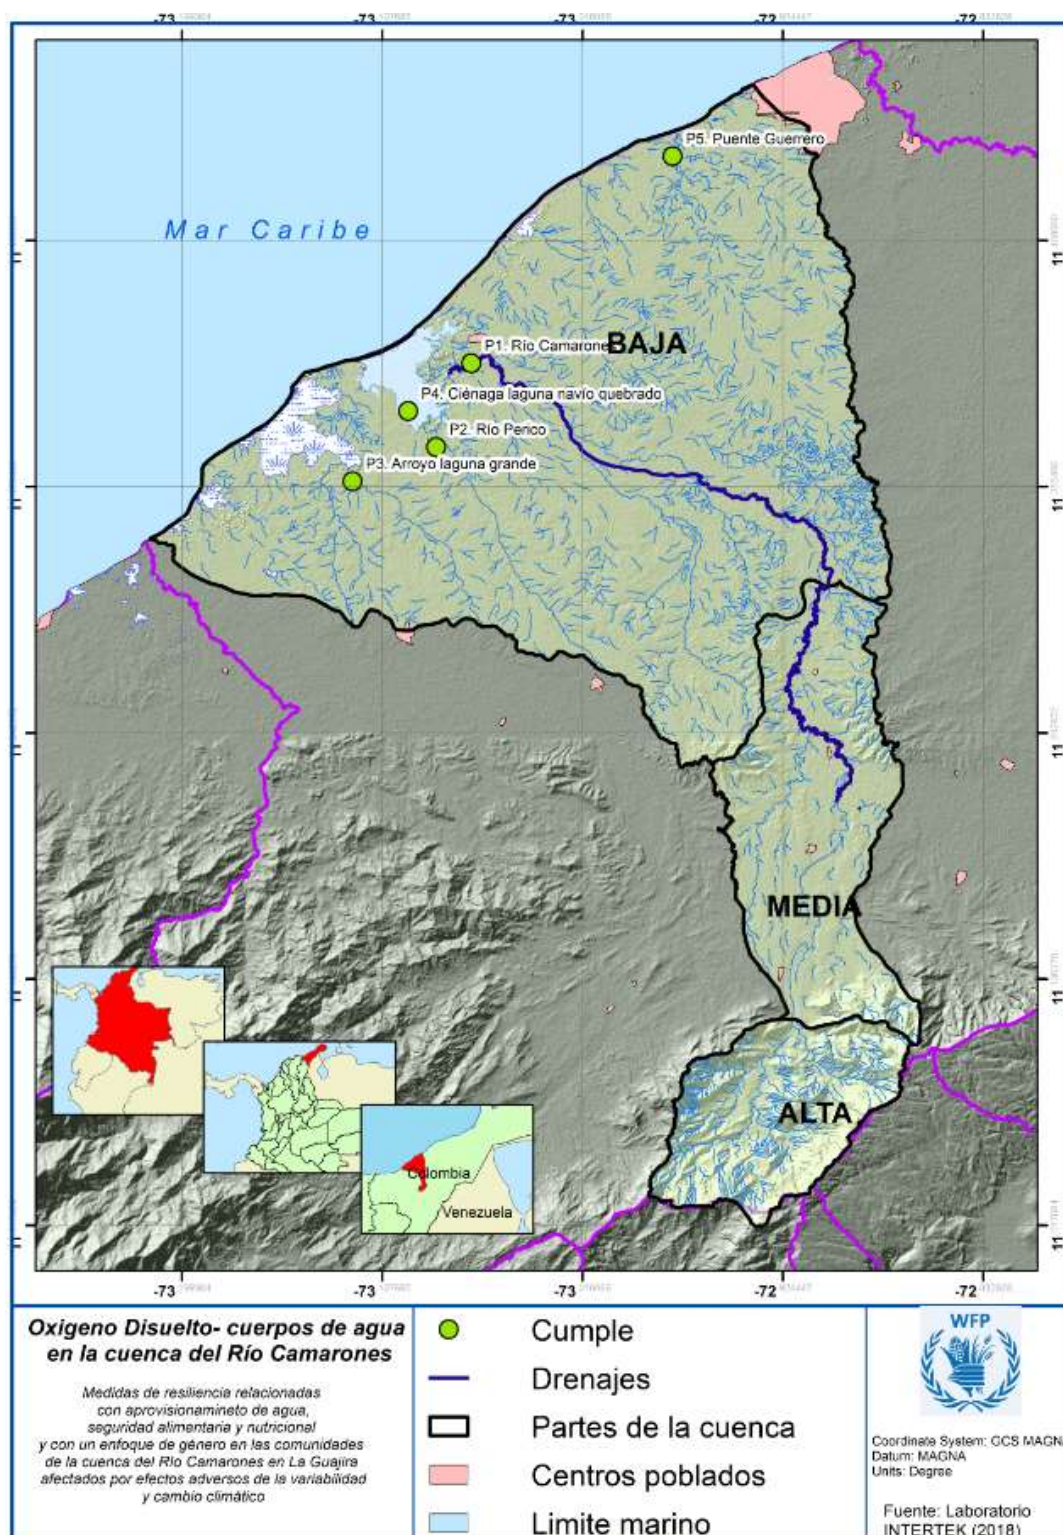 -73
-73
-73
-72
-72
P5. Puente Guerrero
Mar Caribe
P1. Río Camarones
BAJA
P4. Ciénaga laguna navío quebrado
P2. Río Perico
P3. Arroyo laguna grande
MEDIA
ALTA
Colombia
Venezuela
11
11
11
11
11
-73
-73
-73
-72
-72
Oxigeno Disuelto- cuerpos de agua
en la cuenca del Río Camarones
Medidas de resiliencia relacionadas
con aprovisionamineto de agua,
seguridad alimentaria y nutricional
y con un enfoque de género en las comunidades
de la cuenca del Río Camarones en La Guajira
afectados por efectos adversos de la variabilidad
y cambio climático
Cumple
Drenajes
Partes de la cuenca
Centros poblados
Limite marino
WFP
Coordinate System: GCS MAGN
Datum: MAGNA
Units: Degree
Fuente: Laboratorio
INTERTEK (2018)